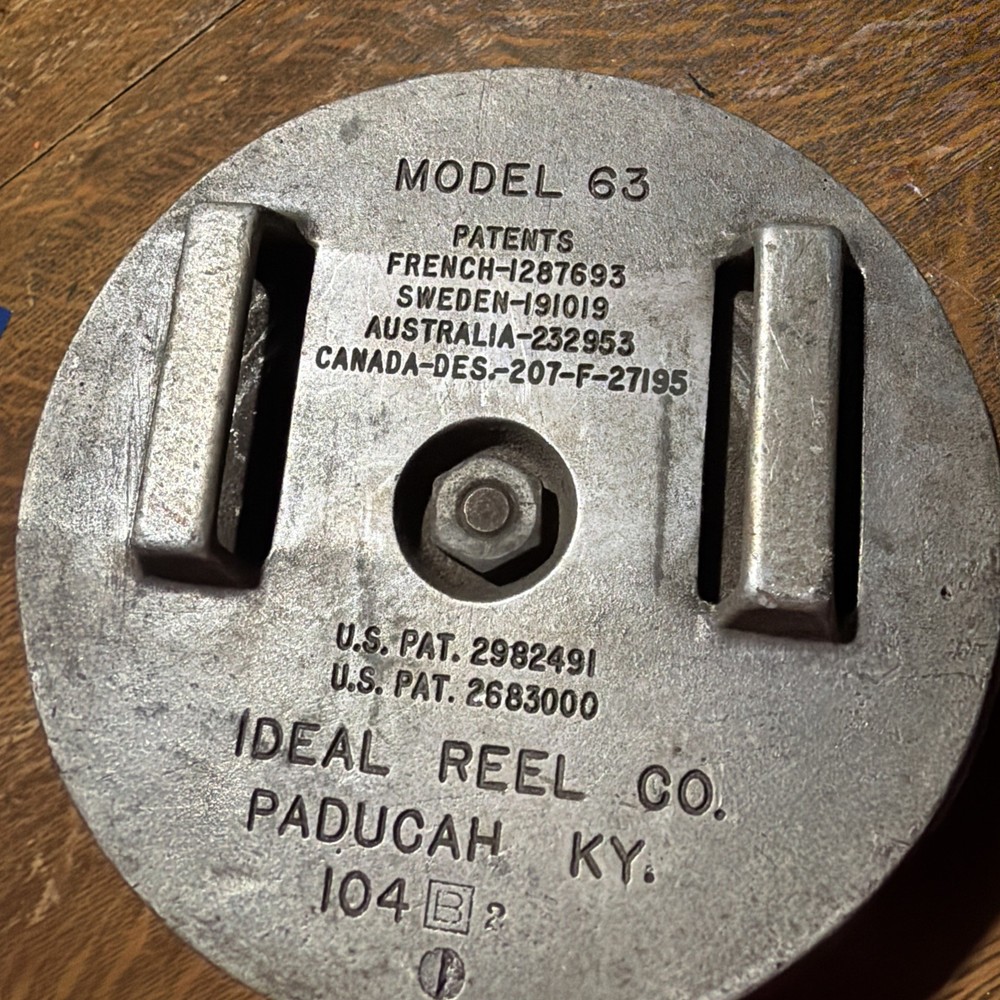 MODEL 63
PATENTS
FRENCH-1287693
SWEDEN-191019
AUSTRALIA-232953
CANADA-DES.-207-F-27195
U.S. PAT. 2982491
U.S. PAT. 2683000
IDEAL REEL CO.
PADUCAH KY.
104 B 2